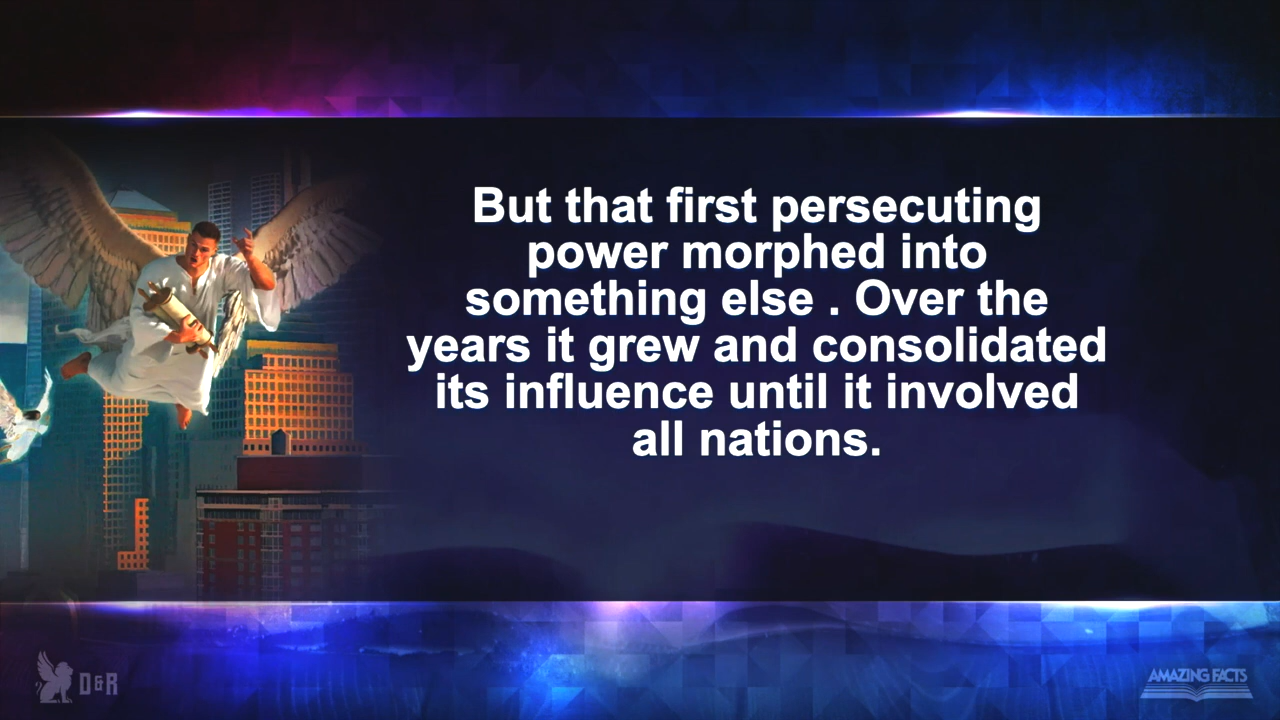 But that first persecuting
power morphed into
something else . Over the
years it grew and consolidated
its influence until it involved
all nations.
D&R
AMAZING FACTS